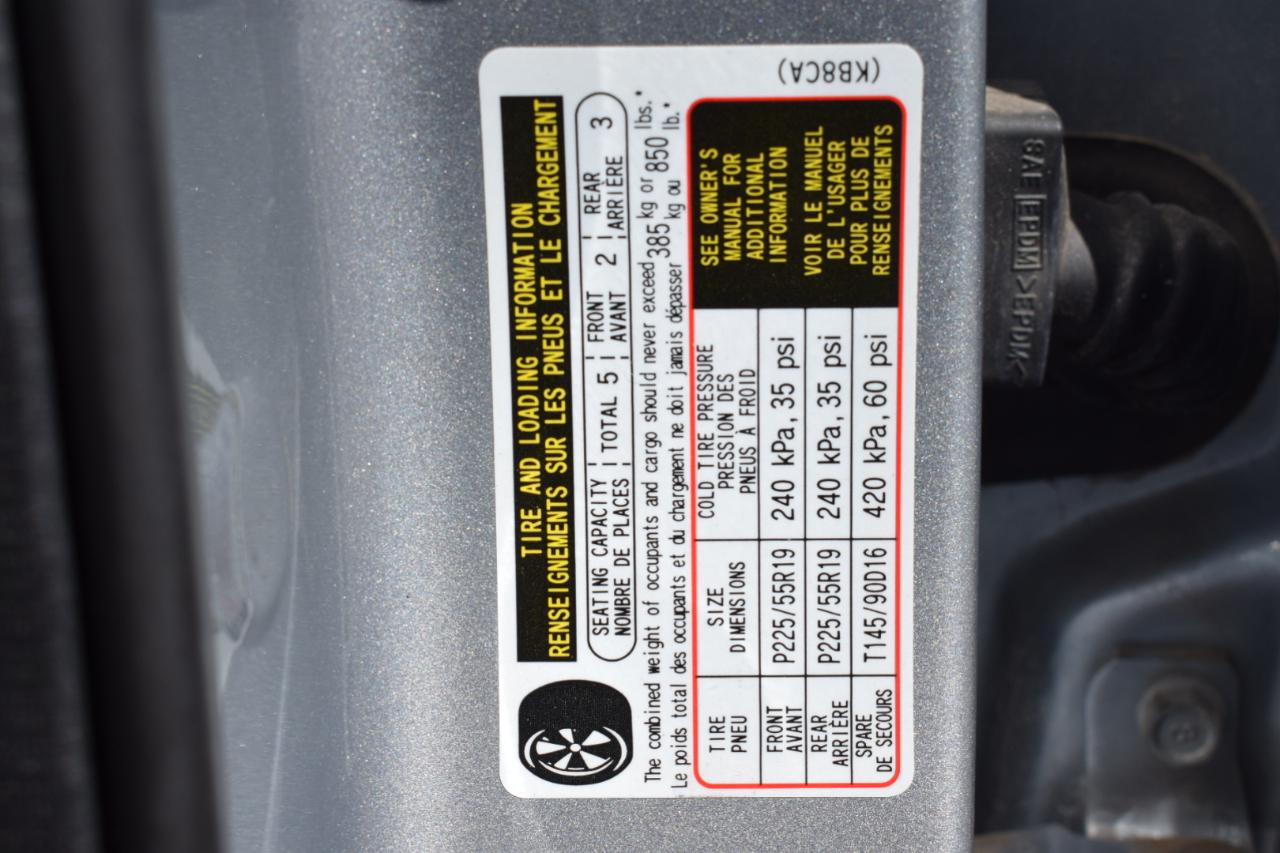 TIRE AND LOADING INFORMATION
RENSEIGNEMENTS SUR LES PNEUS ET LE CHARGEMENT
SEATING CAPACITY | TOTAL 5 | FRONT 2 | REAR 3
NOMBRE DE PLACES AVANT ARRIÈRE
The combined weight of occupants and cargo should never exceed 385 kg or 850 lbs.*
Le poids total des occupants et du chargement ne doit jamais dépasser kg ou lb.*
TIRE SIZE COLD TIRE PRESSURE
PNEU DIMENSIONS PRESSION DES
PNEUS À FROID
FRONT P225/55R19 240 kPa, 35 psi
AVANT
REAR P225/55R19 240 kPa, 35 psi
ARRIÈRE
SPARE T145/90D16 420 kPa, 60 psi
DE SECOURS
SEE OWNER'S
MANUAL FOR
ADDITIONAL
INFORMATION
VOIR LE MANUEL
DE L'USAGER
POUR PLUS DE
RENSEIGNEMENTS
(KB8CA)
EPDM >EPDM<